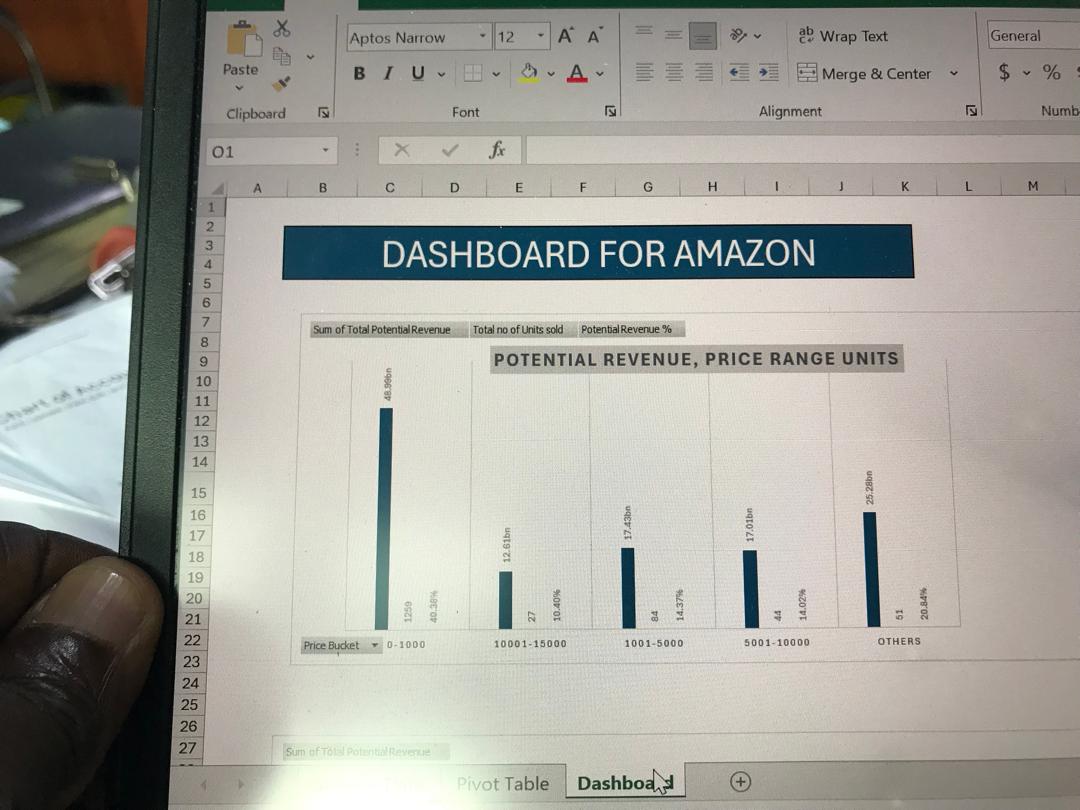 Aptos Narrow 12 A A
ab Wrap Text
General
Paste
B I U A
Merge & Center
$ %
Clipboard
Font
Alignment
Numb
O1
fx
A B C D E F G H I J K L M
1
2
3
4
5
6
7
8
9
10
11
12
13
14
15
16
17
18
19
20
21
22
23
24
25
26
27
DASHBOARD FOR AMAZON
Sum of Total Potential Revenue Total no of Units sold Potential Revenue %
POTENTIAL REVENUE, PRICE RANGE UNITS
48.99bn
1259
40.38%
12.61bn
27
10.40%
17.43bn
84
14.37%
17.01bn
44
14.02%
25.28bn
51
20.84%
Price Bucket
0-1000 10001-15000 1001-5000 5001-10000 OTHERS
Sum of Total Potential Revenue
Pivot Table Dashboard